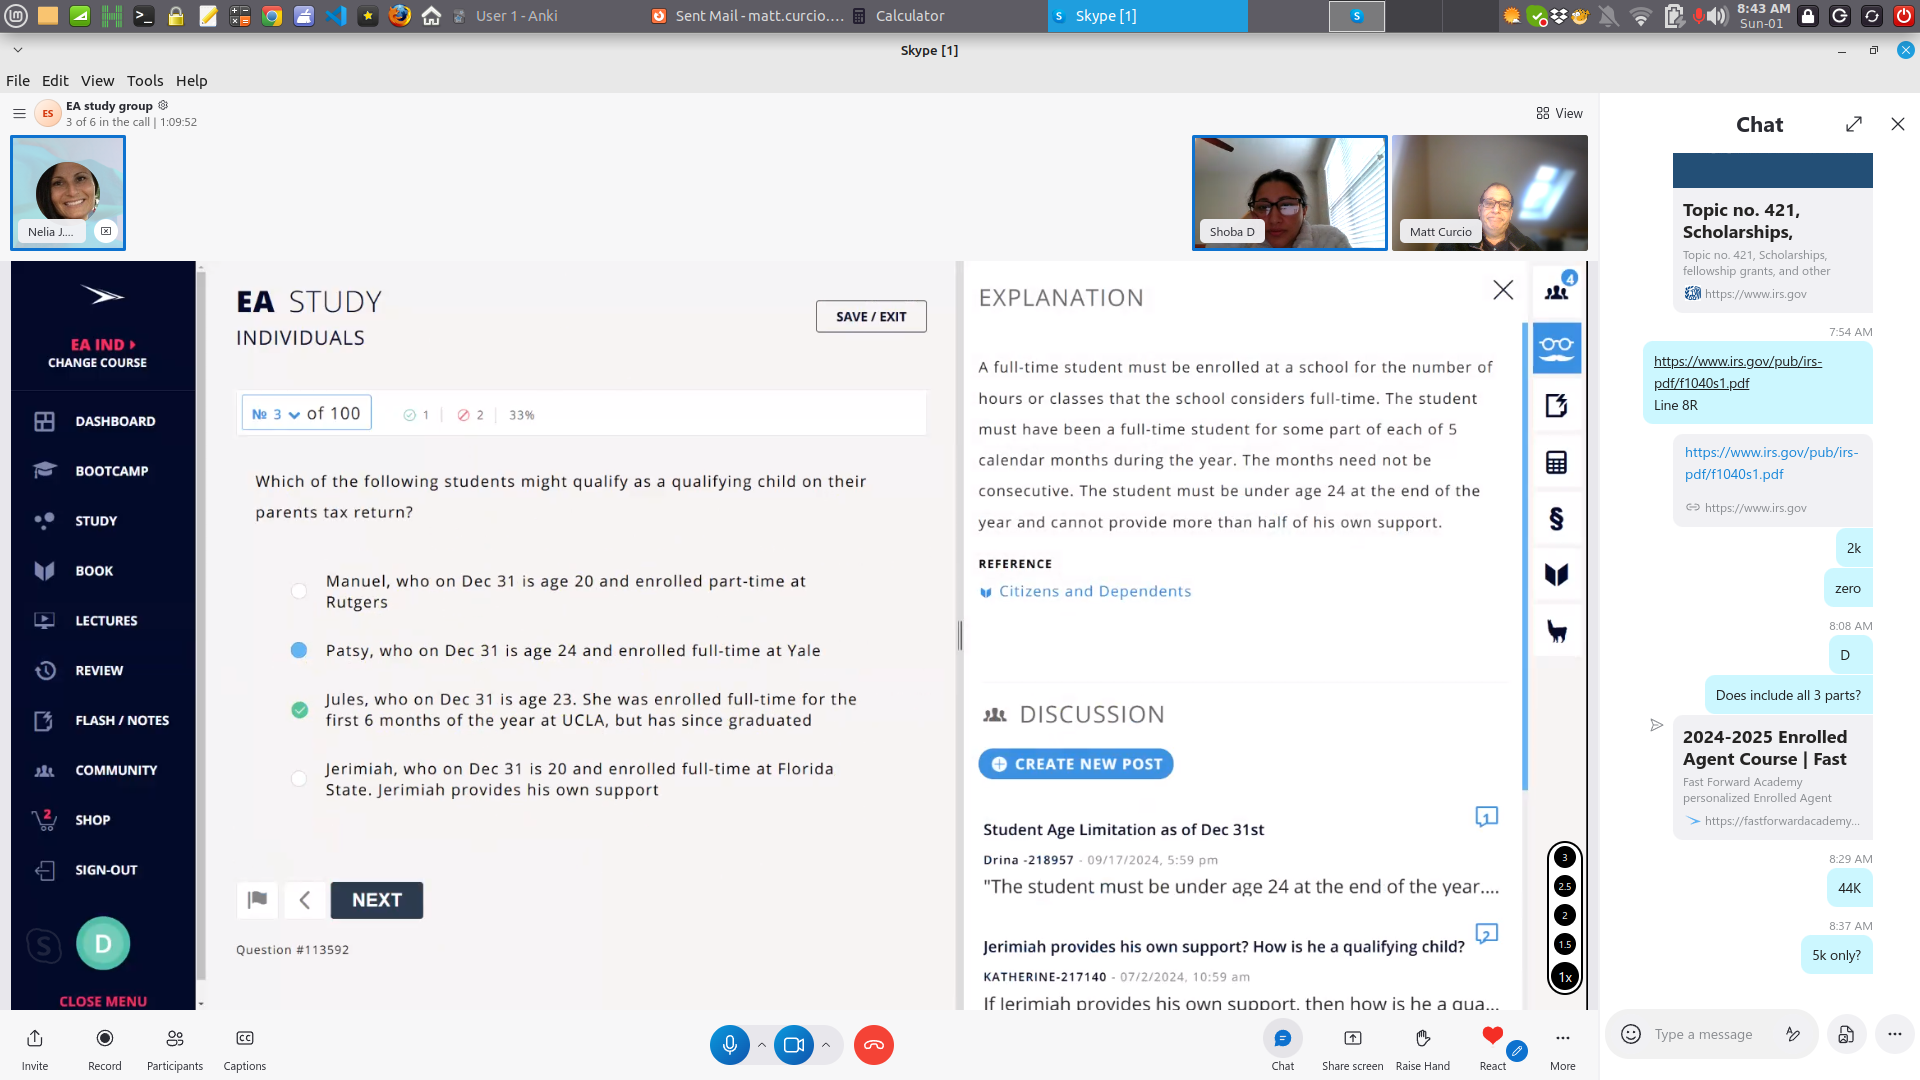 User 1 - Anki
Sent Mail - matt.curcio....
Calculator
Skype [1]
8:43 AM
Sun-01
Skype [1]
File Edit View Tools Help
ES
EA study group
3 of 6 in the call | 1:09:52
View
Nelia J....
Shoba D
Matt Curcio
EA IND
CHANGE COURSE
DASHBOARD
BOOTCAMP
STUDY
BOOK
LECTURES
REVIEW
FLASH / NOTES
COMMUNITY
2
SHOP
SIGN-OUT
D
CLOSE MENU
EA STUDY
INDIVIDUALS
SAVE / EXIT
№ 3 of 100
1
2
33%
Which of the following students might qualify as a qualifying child on their
parents tax return?
Manuel, who on Dec 31 is age 20 and enrolled part-time at
Rutgers
Patsy, who on Dec 31 is age 24 and enrolled full-time at Yale
Jules, who on Dec 31 is age 23. She was enrolled full-time for the
first 6 months of the year at UCLA, but has since graduated
Jerimiah, who on Dec 31 is 20 and enrolled full-time at Florida
State. Jerimiah provides his own support
NEXT
Question #113592
EXPLANATION
A full-time student must be enrolled at a school for the number of
hours or classes that the school considers full-time. The student
must have been a full-time student for some part of each of 5
calendar months during the year. The months need not be
consecutive. The student must be under age 24 at the end of the
year and cannot provide more than half of his own support.
REFERENCE
Citizens and Dependents
DISCUSSION
CREATE NEW POST
1
Student Age Limitation as of Dec 31st
Drina -218957 - 09/17/2024, 5:59 pm
"The student must be under age 24 at the end of the year....
2
Jerimiah provides his own support? How is he a qualifying child?
KATHERINE-217140 - 07/2/2024, 10:59 am
If Jerimiah provides his own support, then how is he a qua...
4
§
3
2.5
2
1.5
1x
Chat
Topic no. 421,
Scholarships,
Topic no. 421, Scholarships,
fellowship grants, and other
https://www.irs.gov
7:54 AM
https://www.irs.gov/pub/irs-
pdf/f1040s1.pdf
Line 8R
https://www.irs.gov/pub/irs-
pdf/f1040s1.pdf
https://www.irs.gov
2k
zero
8:08 AM
D
Does include all 3 parts?
2024-2025 Enrolled
Agent Course | Fast
Fast Forward Academy
personalized Enrolled Agent
https://fastforwardacademy...
8:29 AM
44K
8:37 AM
5k only?
Type a message
Invite
Record
Participants
CC
Captions
Chat
Share screen
Raise Hand
React
More